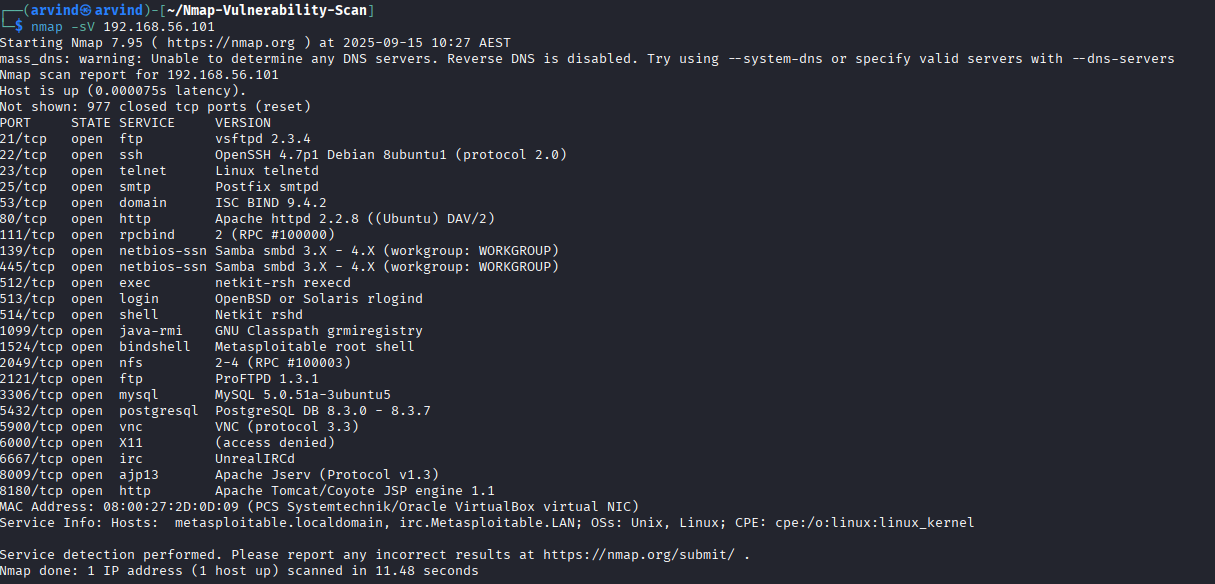 ┌──(arvind㉿arvind)-[~/Nmap-Vulnerability-Scan]
└─$ nmap -sV 192.168.56.101
Starting Nmap 7.95 ( https://nmap.org ) at 2025-09-15 10:27 AEST
mass_dns: warning: Unable to determine any DNS servers. Reverse DNS is disabled. Try using --system-dns or specify valid servers with --dns-servers
Nmap scan report for 192.168.56.101
Host is up (0.000075s latency).
Not shown: 977 closed tcp ports (reset)
PORT     STATE SERVICE     VERSION
21/tcp   open  ftp         vsftpd 2.3.4
22/tcp   open  ssh         OpenSSH 4.7p1 Debian 8ubuntu1 (protocol 2.0)
23/tcp   open  telnet      Linux telnetd
25/tcp   open  smtp        Postfix smtpd
53/tcp   open  domain      ISC BIND 9.4.2
80/tcp   open  http        Apache httpd 2.2.8 ((Ubuntu) DAV/2)
111/tcp  open  rpcbind     2 (RPC #100000)
139/tcp  open  netbios-ssn Samba smbd 3.X - 4.X (workgroup: WORKGROUP)
445/tcp  open  netbios-ssn Samba smbd 3.X - 4.X (workgroup: WORKGROUP)
512/tcp  open  exec        netkit-rsh rexecd
513/tcp  open  login       OpenBSD or Solaris rlogind
514/tcp  open  shell       Netkit rshd
1099/tcp open  java-rmi    GNU Classpath grmiregistry
1524/tcp open  bindshell   Metasploitable root shell
2049/tcp open  nfs         2-4 (RPC #100003)
2121/tcp open  ftp         ProFTPD 1.3.1
3306/tcp open  mysql       MySQL 5.0.51a-3ubuntu5
5432/tcp open  postgresql  PostgreSQL DB 8.3.0 - 8.3.7
5900/tcp open  vnc         VNC (protocol 3.3)
6000/tcp open  X11         (access denied)
6667/tcp open  irc         UnrealIRCd
8009/tcp open  ajp13       Apache Jserv (Protocol v1.3)
8180/tcp open  http        Apache Tomcat/Coyote JSP engine 1.1
MAC Address: 08:00:27:2D:0D:09 (PCS Systemtechnik/Oracle VirtualBox virtual NIC)
Service Info: Hosts:  metasploitable.localdomain, irc.Metasploitable.LAN; OSs: Unix, Linux; CPE: cpe:/o:linux:linux_kernel

Service detection performed. Please report any incorrect results at https://nmap.org/submit/ .
Nmap done: 1 IP address (1 host up) scanned in 11.48 seconds